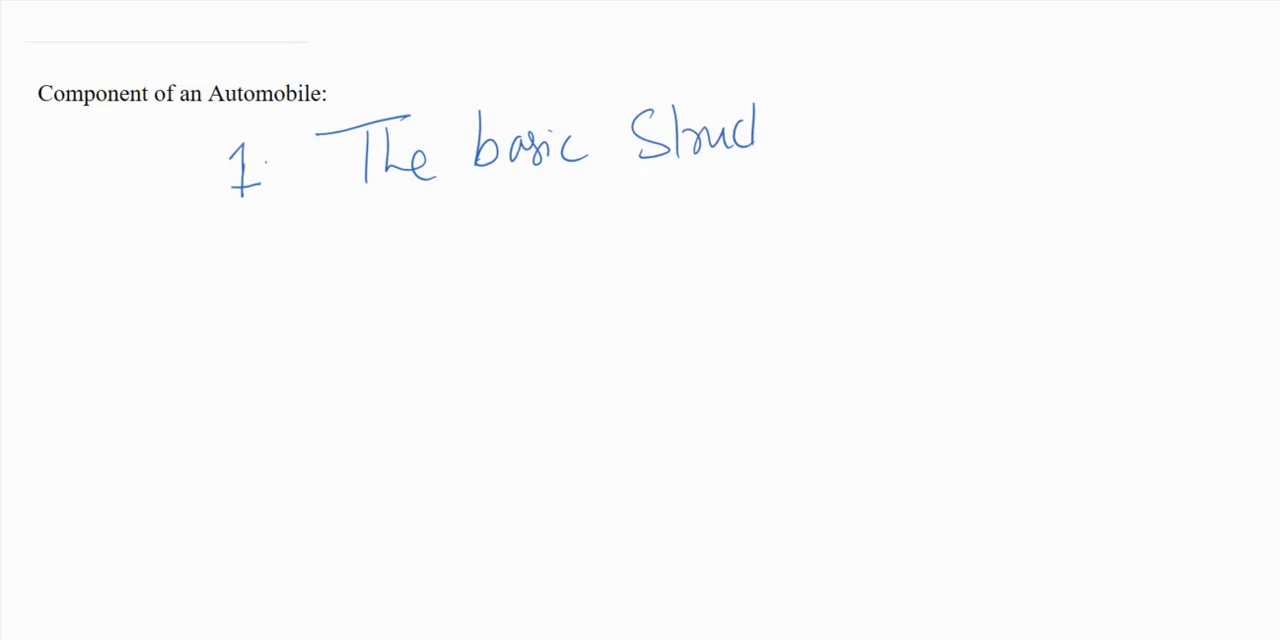 Component of an Automobile:
1. The basic Struc